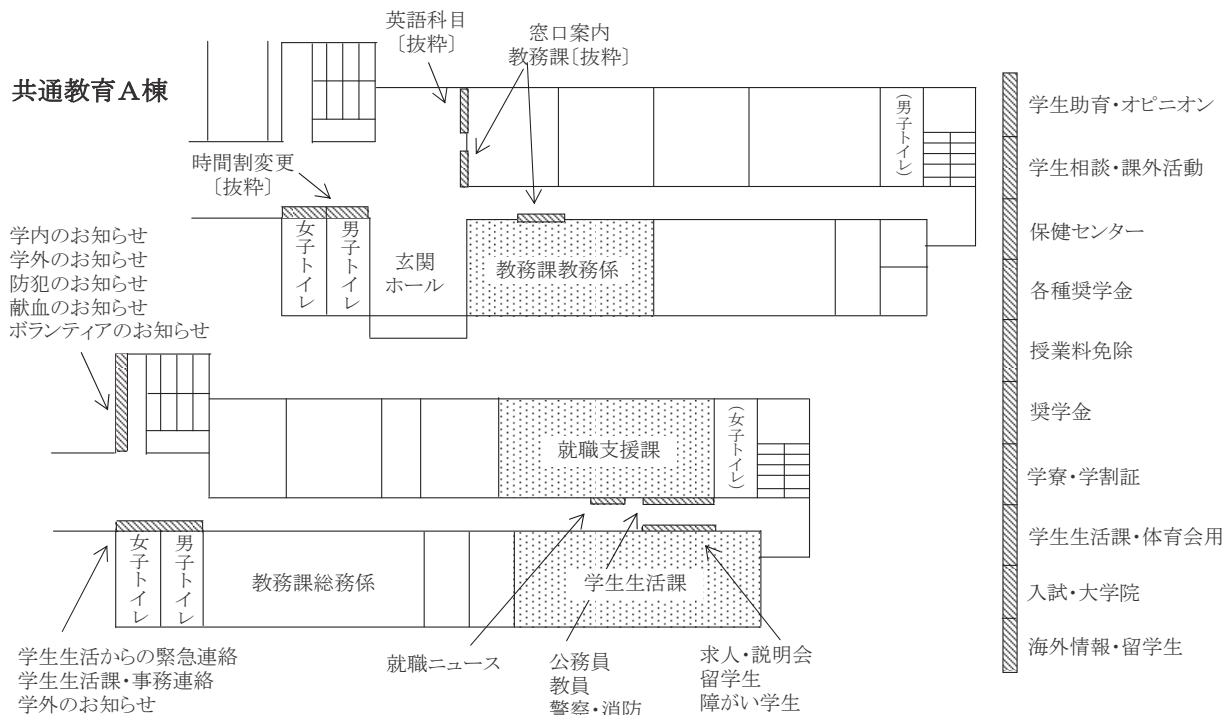 共通教育A棟
英語科目
〔抜粋〕
窓口案内
教務課〔抜粋〕
(男子トイレ)
時間割変更
〔抜粋〕
女子トイレ
男子トイレ
玄関
ホール
教務課教務係
学内のお知らせ
学外のお知らせ
防犯のお知らせ
献血のお知らせ
ボランティアのお知らせ
就職支援課
(女子トイレ)
女子トイレ
男子トイレ
教務課総務係
学生生活課
学生生活からの緊急連絡
学生生活課・事務連絡
学外のお知らせ
就職ニュース
公務員
教員
警察・消防
求人・説明会
留学生
障がい学生
学生助育・オピニオン
学生相談・課外活動
保健センター
各種奨学金
授業料免除
奨学金
学寮・学割証
学生生活課・体育会用
入試・大学院
海外情報・留学生